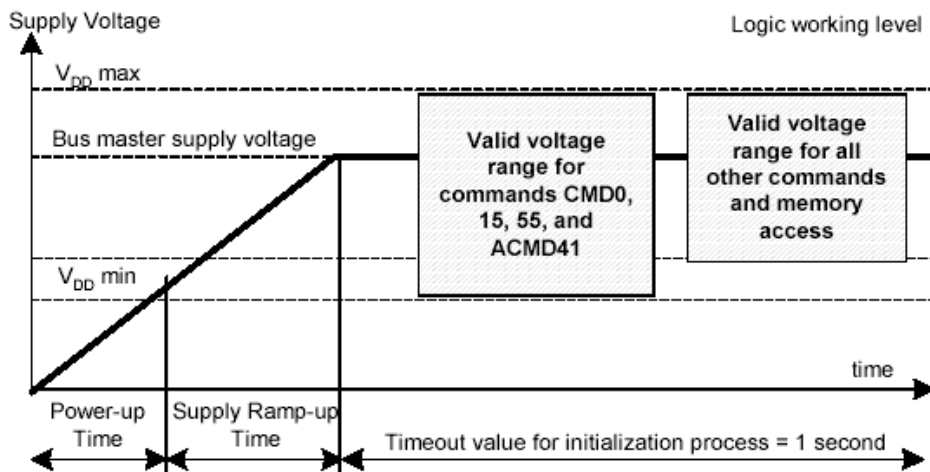 Supply Voltage
Logic working level
V_DD max
Bus master supply voltage
Valid voltage
range for
commands CMD0,
15, 55, and
ACMD41
Valid voltage
range for all
other commands
and memory
access
V_DD min
time
Power-up
Time
Supply Ramp-up
Time
Timeout value for initialization process = 1 second